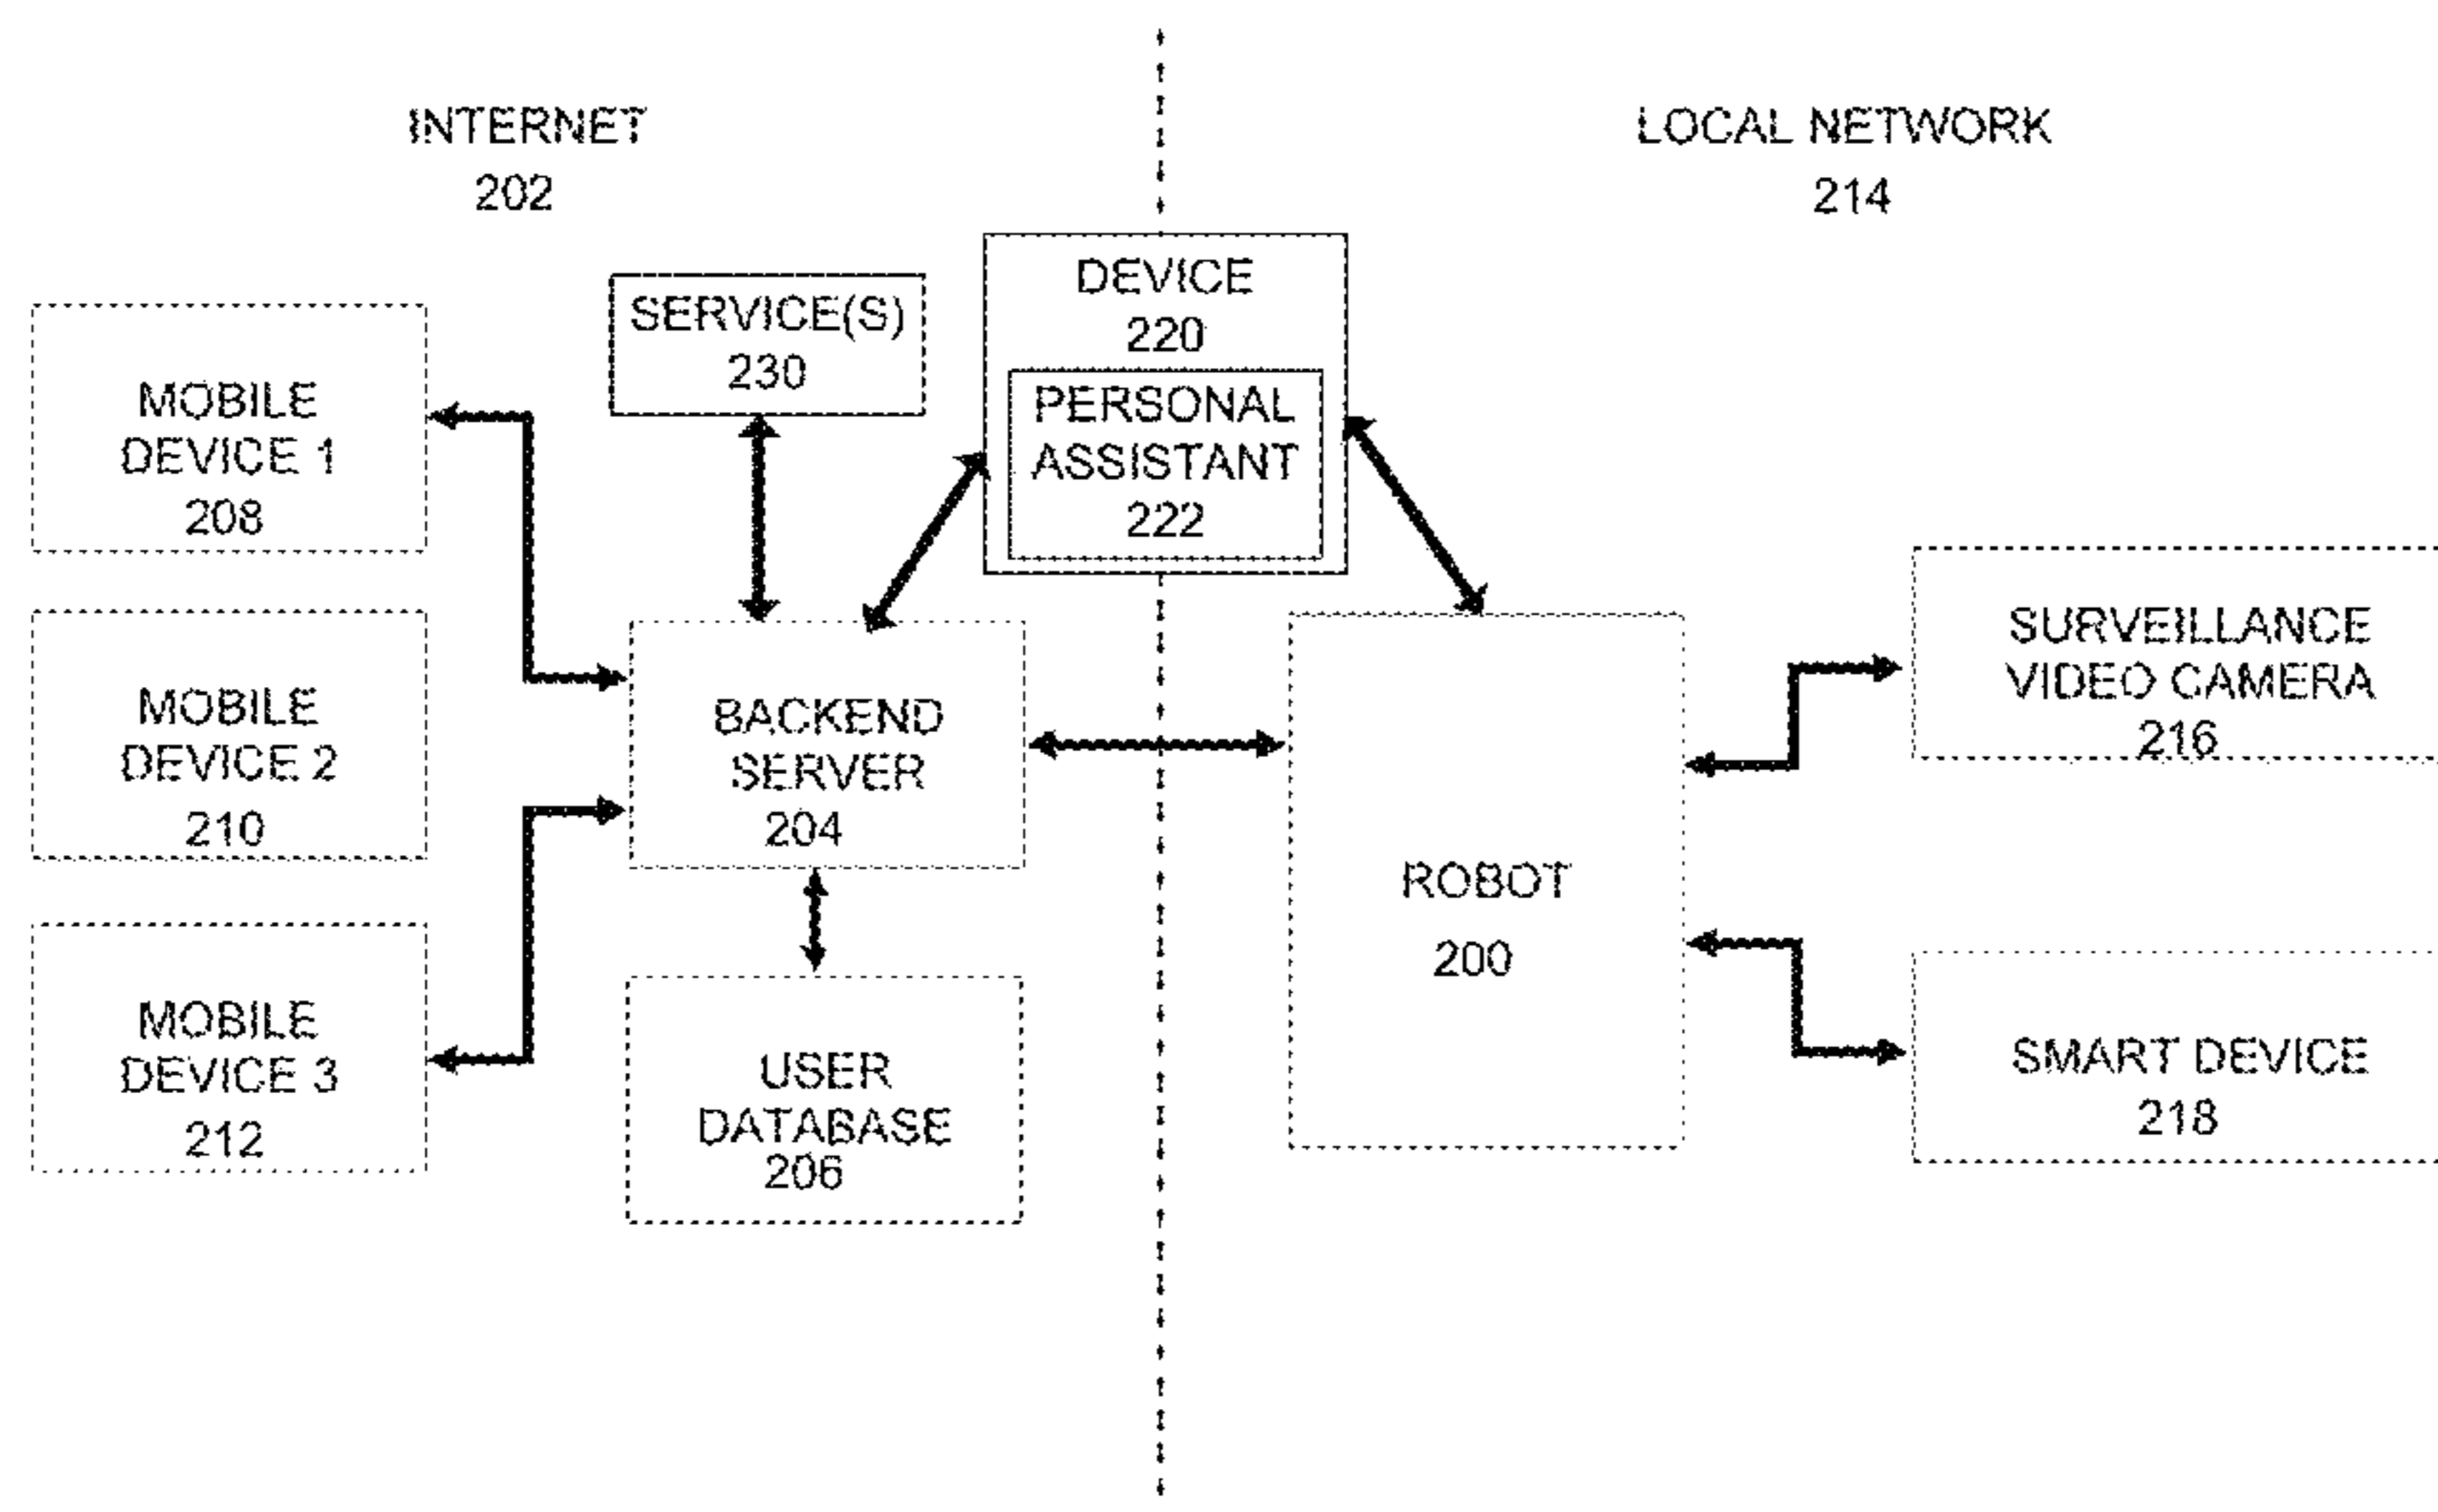 INTERNET
202
LOCAL NETWORK
214
SERVICE(S)
230
DEVICE
220
PERSONAL
ASSISTANT
222
MOBILE
DEVICE 1
208
MOBILE
DEVICE 2
210
MOBILE
DEVICE 3
212
BACKEND
SERVER
204
USER
DATABASE
206
ROBOT
200
SURVEILLANCE
VIDEO CAMERA
216
SMART DEVICE
218